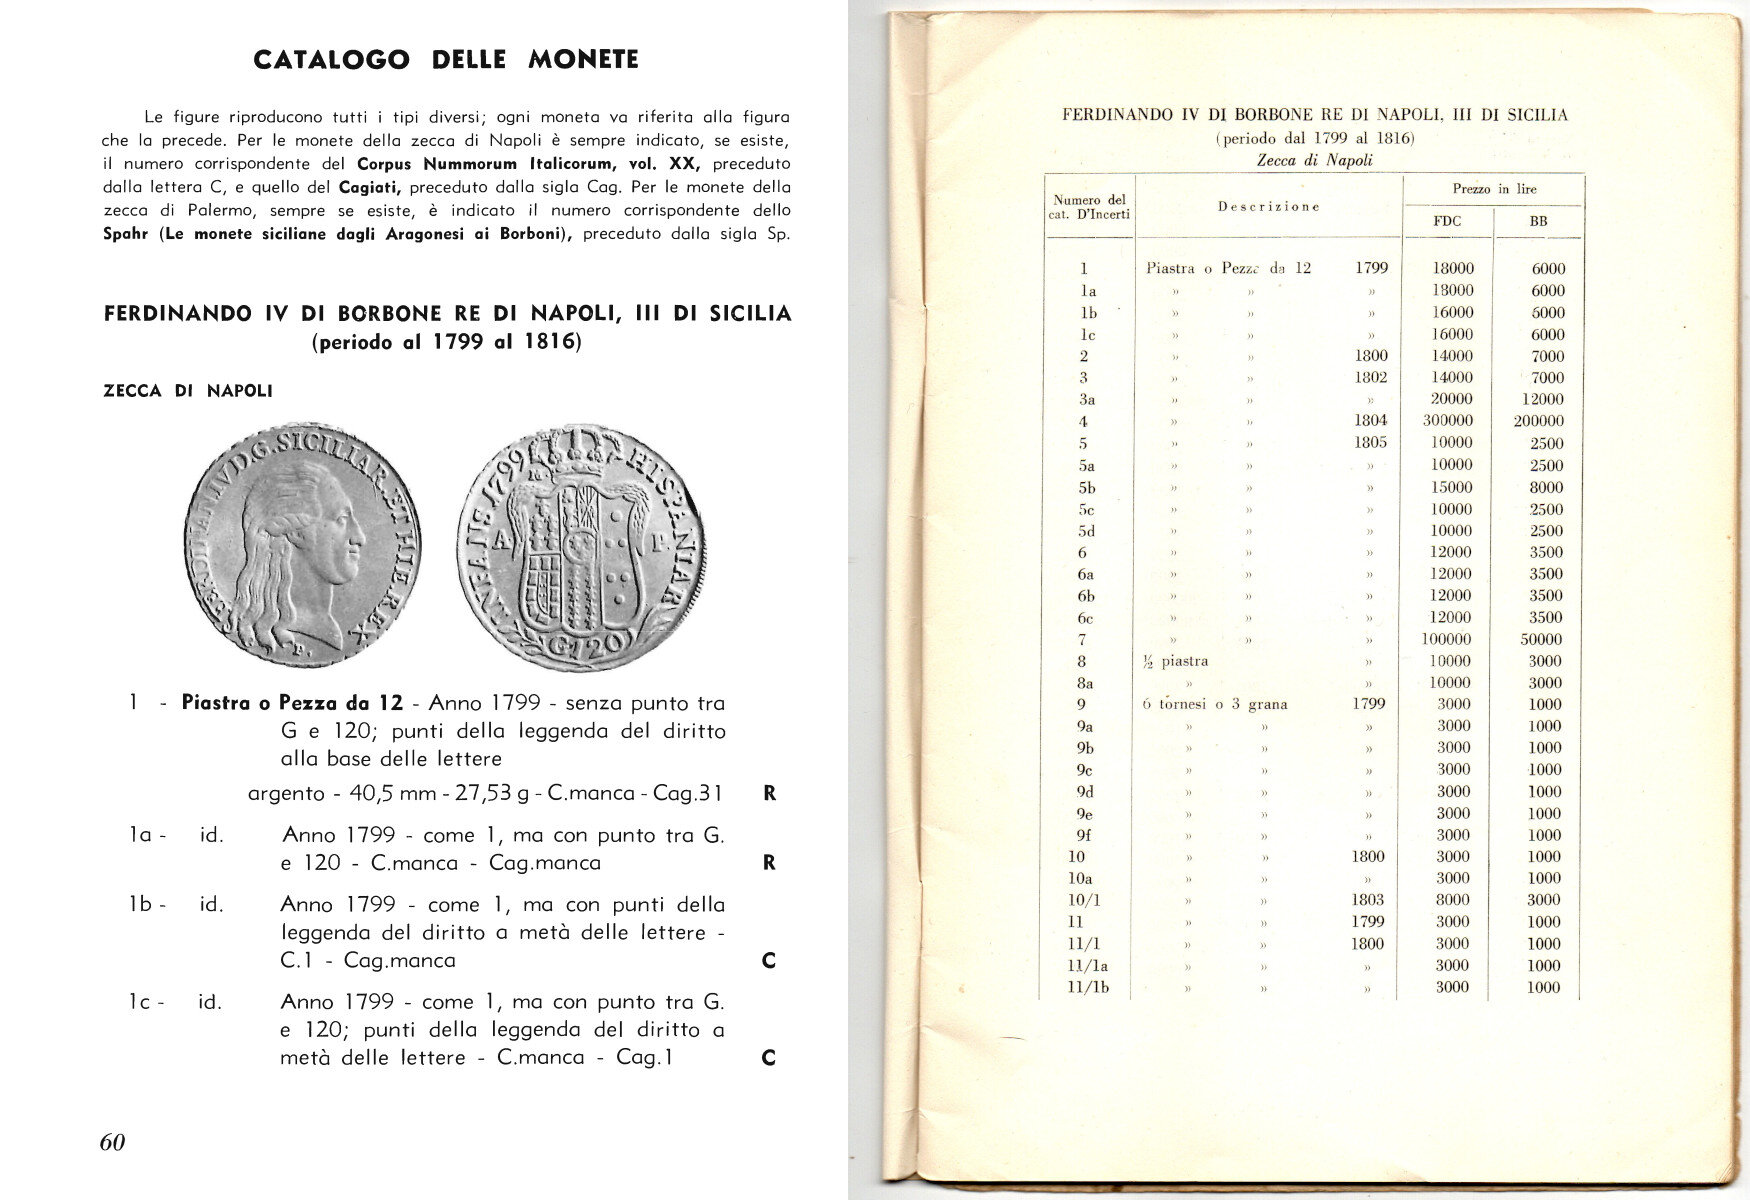 CATALOGO DELLE MONETE
Le figure riproducono tutti i tipi diversi; ogni moneta va riferita alla figura
che la precede. Per le monete della zecca di Napoli è sempre indicato, se esiste,
il numero corrispondente del Corpus Nummorum Italicorum, vol. XX, preceduto
dalla lettera C, e quello del Cagiati, preceduto dalla sigla Cag. Per le monete della
zecca di Palermo, sempre se esiste, è indicato il numero corrispondente dello
Spahr (Le monete siciliane dagli Aragonesi ai Borboni), preceduto dalla sigla Sp.
FERDINANDO IV DI BORBONE RE DI NAPOLI, III DI SICILIA
(periodo al 1799 al 1816)
ZECCA DI NAPOLI
FERDINAN.IV.D.G.SICILIAR.ET HIE.REX
P.
INFANS.1799 HISPANIAR
A P.
G.120
1 - Piastra o Pezza da 12 - Anno 1799 - senza punto tra
G e 120; punti della leggenda del diritto
alla base delle lettere
argento - 40,5 mm - 27,53 g - C.manca - Cag.31 R
1a - id. Anno 1799 - come 1, ma con punto tra G.
e 120 - C.manca - Cag.manca R
1b - id. Anno 1799 - come 1, ma con punti della
leggenda del diritto a metà delle lettere -
C.1 - Cag.manca C
1c - id. Anno 1799 - come 1, ma con punto tra G.
e 120; punti della leggenda del diritto a
metà delle lettere - C.manca - Cag.1 C
60
FERDINANDO IV DI BORBONE RE DI NAPOLI, III DI SICILIA
(periodo dal 1799 al 1816)
Zecca di Napoli
Numero del
cat. D'Incerti
Descrizione
Prezzo in lire
FDC BB
1 Piastra o Pezza da 12 1799 18000 6000
1a » » » 18000 6000
1b » » » 16000 6000
1c » » » 16000 6000
2 » » 1800 14000 7000
3 » » 1802 14000 7000
3a » » » 20000 12000
4 » » 1804 300000 200000
5 » » 1805 10000 2500
5a » » » 10000 2500
5b » » » 15000 8000
5c » » » 10000 2500
5d » » » 10000 2500
6 » » » 12000 3500
6a » » » 12000 3500
6b » » » 12000 3500
6c » » » 12000 3500
7 » » » 100000 50000
8 ½ piastra » 10000 3000
8a » » 10000 3000
9 6 tornesi o 3 grana 1799 3000 1000
9a » » » 3000 1000
9b » » » 3000 1000
9c » » » 3000 1000
9d » » » 3000 1000
9e » » » 3000 1000
9f » » » 3000 1000
10 » » 1800 3000 1000
10a » » » 3000 1000
10/1 » » 1803 8000 3000
11 » » 1799 3000 1000
11/1 » » 1800 3000 1000
11/1a » » » 3000 1000
11/1b » » » 3000 1000